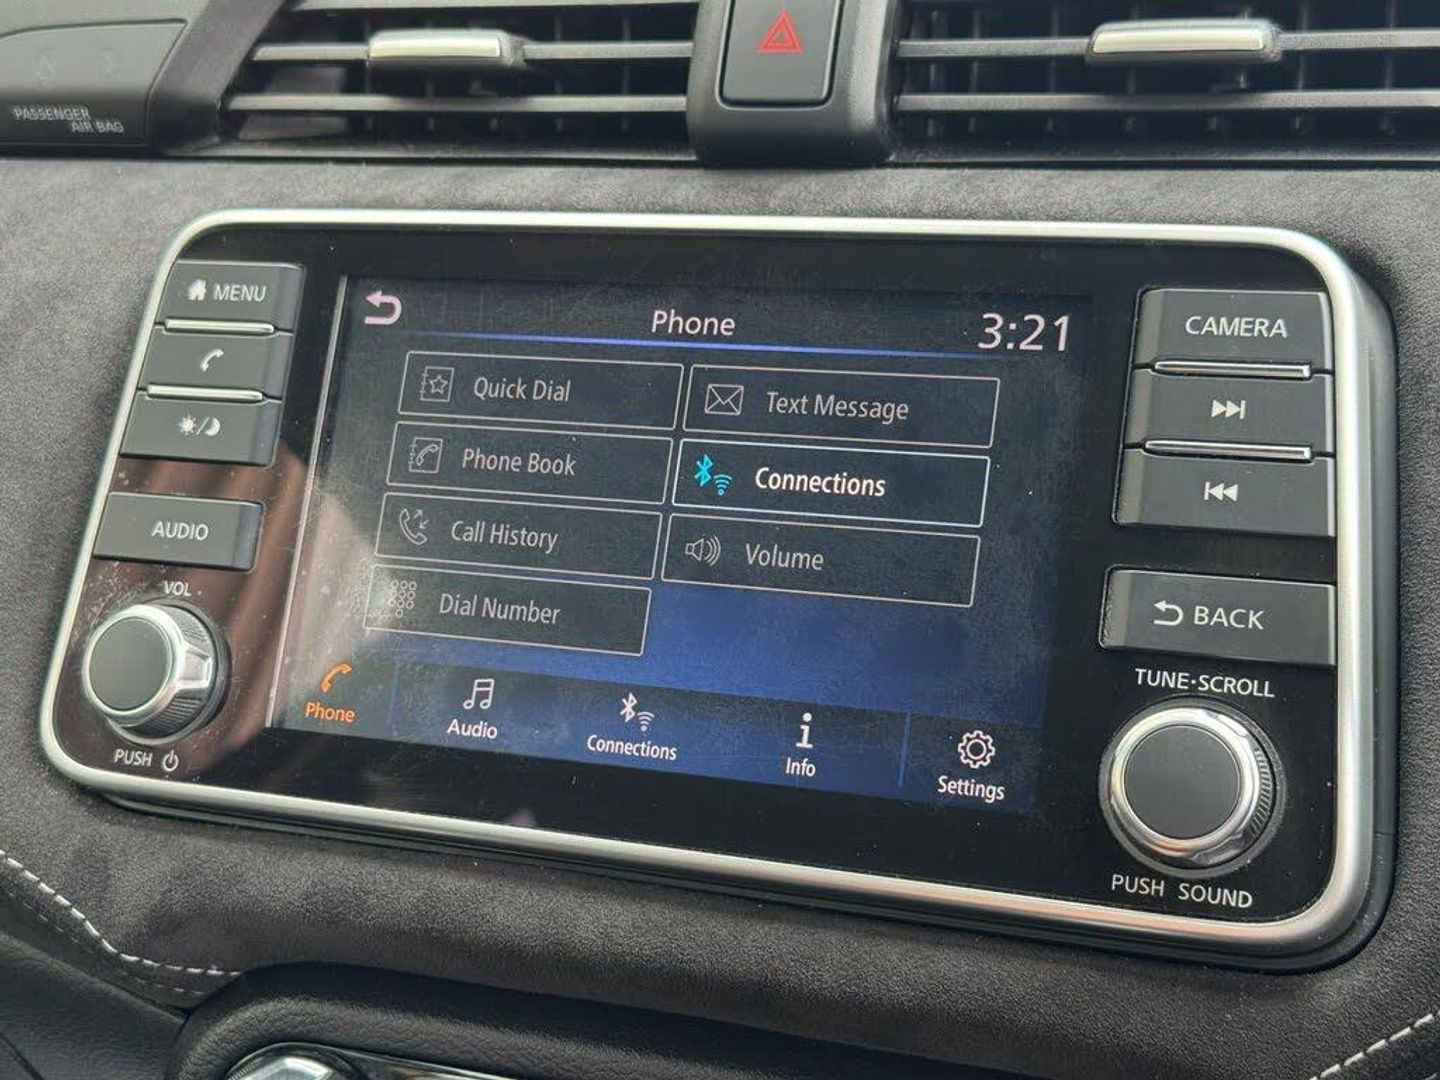 PASSENGER
AIR BAG
MENU
AUDIO
VOL
PUSH
Phone
3:21
Quick Dial
Text Message
Phone Book
Connections
Call History
Volume
Dial Number
Phone
Audio
Connections
Info
Settings
CAMERA
BACK
TUNE·SCROLL
PUSH SOUND